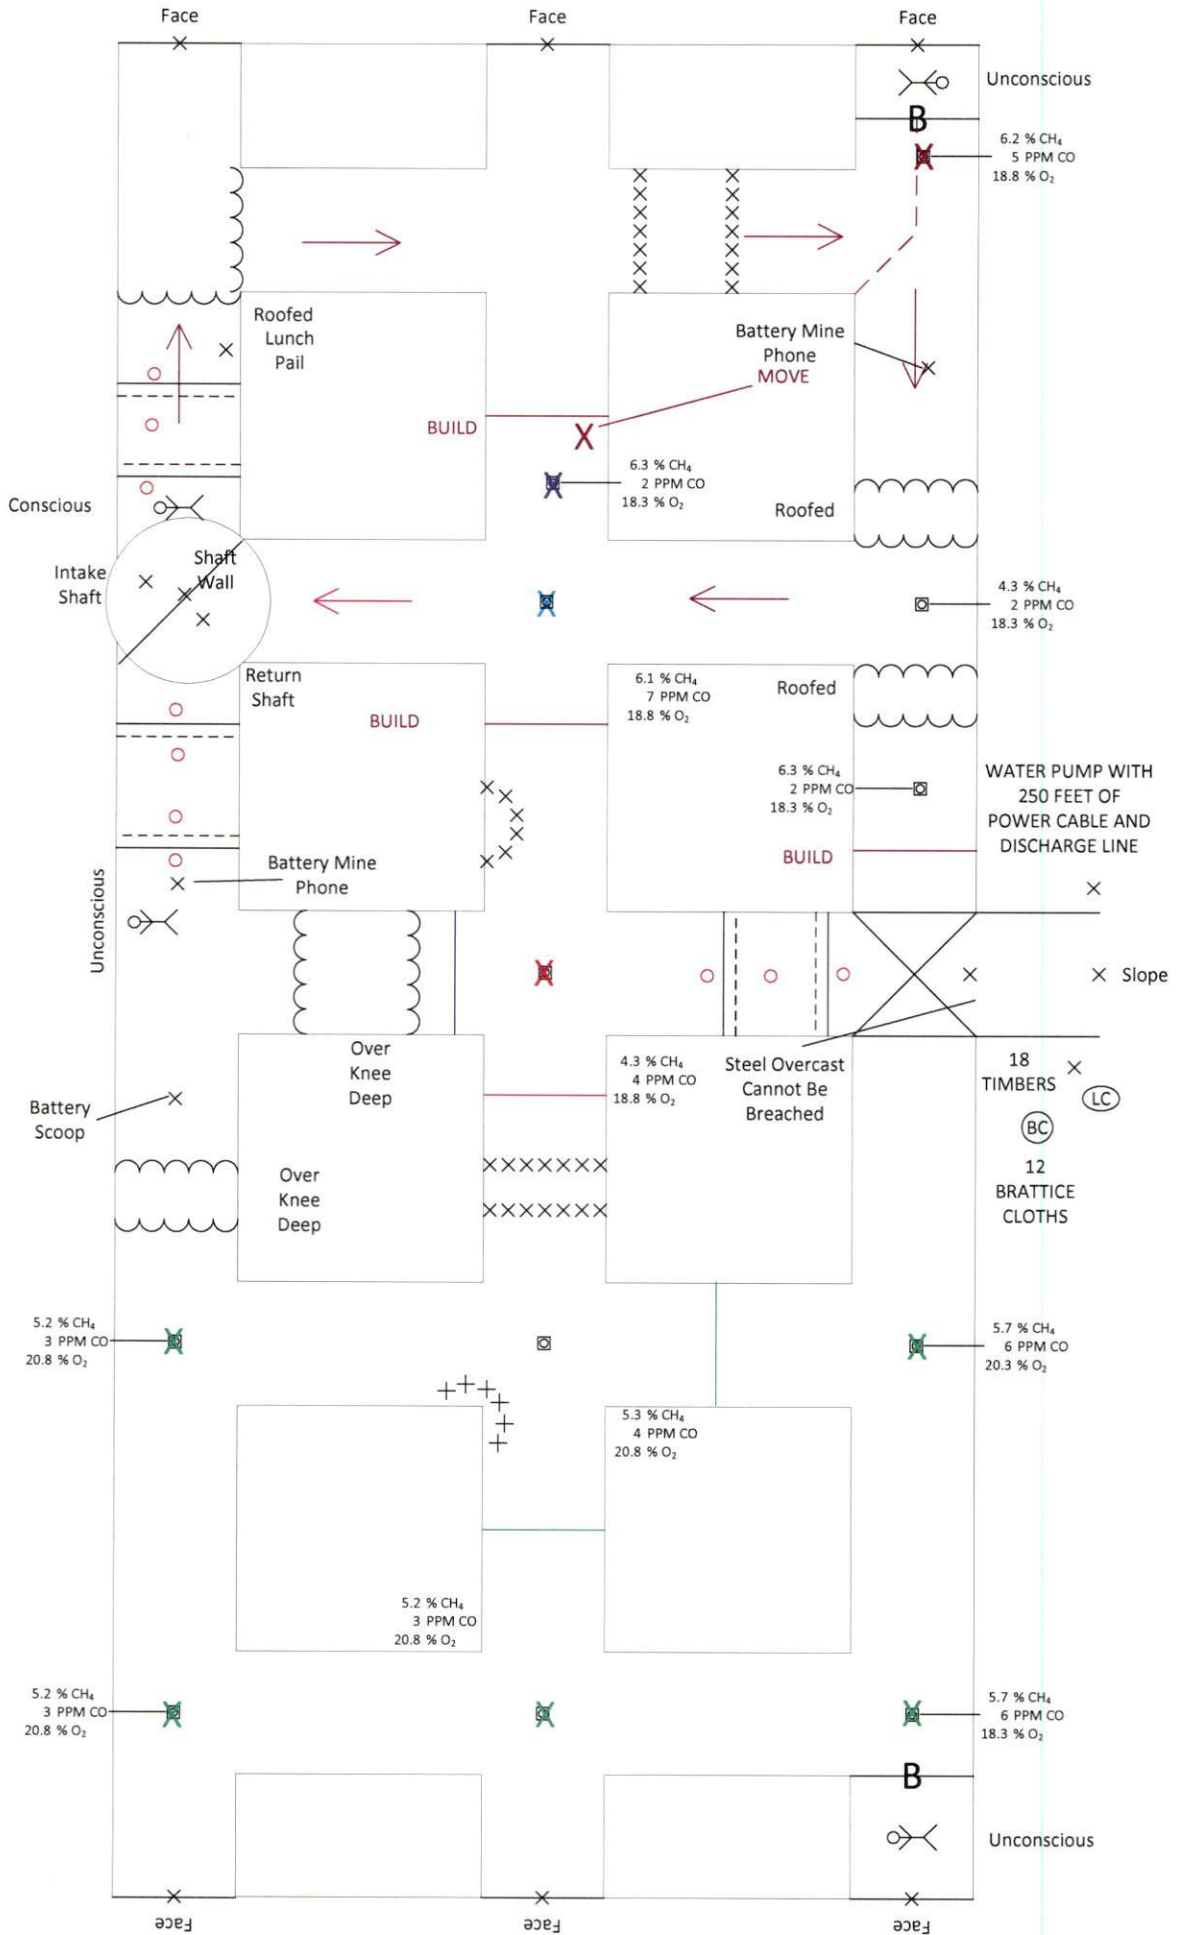 Face
Face
Face
Unconscious
B
6.2 % CH₄
5 PPM CO
18.8 % O₂
Roofed
Lunch
Pail
Battery Mine
Phone
MOVE
BUILD
X
6.3 % CH₄
2 PPM CO
18.3 % O₂
Conscious
Roofed
Shaft
Wall
Intake
Shaft
4.3 % CH₄
2 PPM CO
18.3 % O₂
Return
Shaft
6.1 % CH₄
7 PPM CO
18.8 % O₂
Roofed
BUILD
6.3 % CH₄
2 PPM CO
18.3 % O₂
WATER PUMP WITH
250 FEET OF
POWER CABLE AND
DISCHARGE LINE
BUILD
Battery Mine
Phone
Unconscious
Slope
Over
Knee
Deep
4.3 % CH₄
4 PPM CO
18.8 % O₂
Steel Overcast
Cannot Be
Breached
18
TIMBERS
LC
BC
12
BRATTICE
CLOTHS
Battery
Scoop
Over
Knee
Deep
5.2 % CH₄
3 PPM CO
20.8 % O₂
5.7 % CH₄
6 PPM CO
20.3 % O₂
5.3 % CH₄
4 PPM CO
20.8 % O₂
5.2 % CH₄
3 PPM CO
20.8 % O₂
5.2 % CH₄
3 PPM CO
20.8 % O₂
5.7 % CH₄
6 PPM CO
18.3 % O₂
B
Unconscious
Face
Face
Face